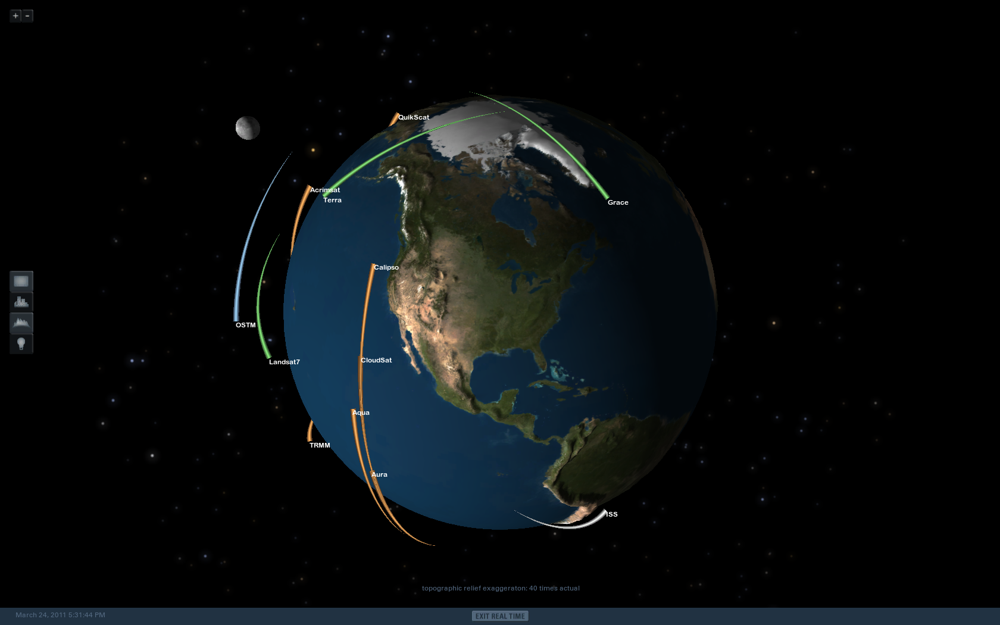 + -
QuikScat
Acrimsat
Terra
Grace
Calipso
OSTM
CloudSat
Landsat7
Aqua
TRMM
Aura
ISS
topographic relief exaggeraton: 40 times actual
March 24, 2011 5:31:44 PM
EXIT REAL TIME